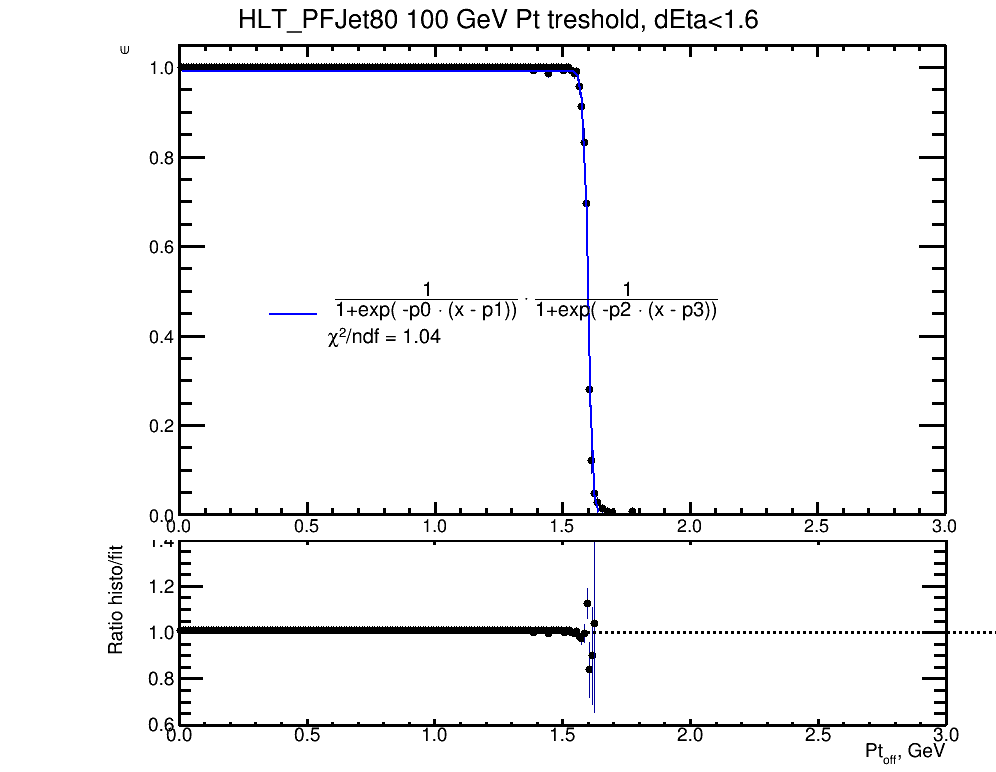 HLT_PFJet80 100 GeV Pt treshold, dEta<1.6
ε
1.0
0.8
0.6
0.4
0.2
0.0
1 / 1+exp( -p0 · (x - p1)) · 1 / 1+exp( -p2 · (x - p3))
χ²/ndf = 1.04
0.0 0.5 1.0 1.5 2.0 2.5 3.0
Ratio histo/fit
1.4
1.2
1.0
0.8
0.6
0.0 0.5 1.0 1.5 2.0 2.5 3.0
Pt_off, GeV